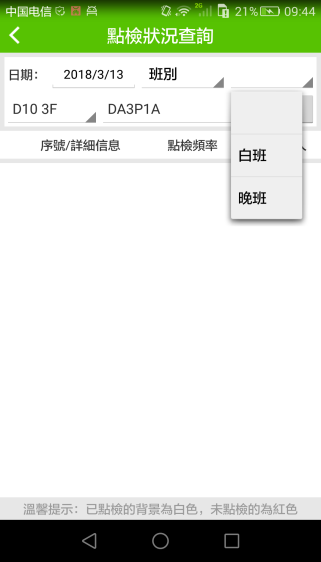 中国电信 2G 21% 09:44
點檢狀况查詢
日期： 2018/3/13 班別
D10 3F DA3P1A
白班
晚班
序號/詳細信息 點檢頻率
溫馨提示：已點檢的背景為白色，未點檢的為紅色